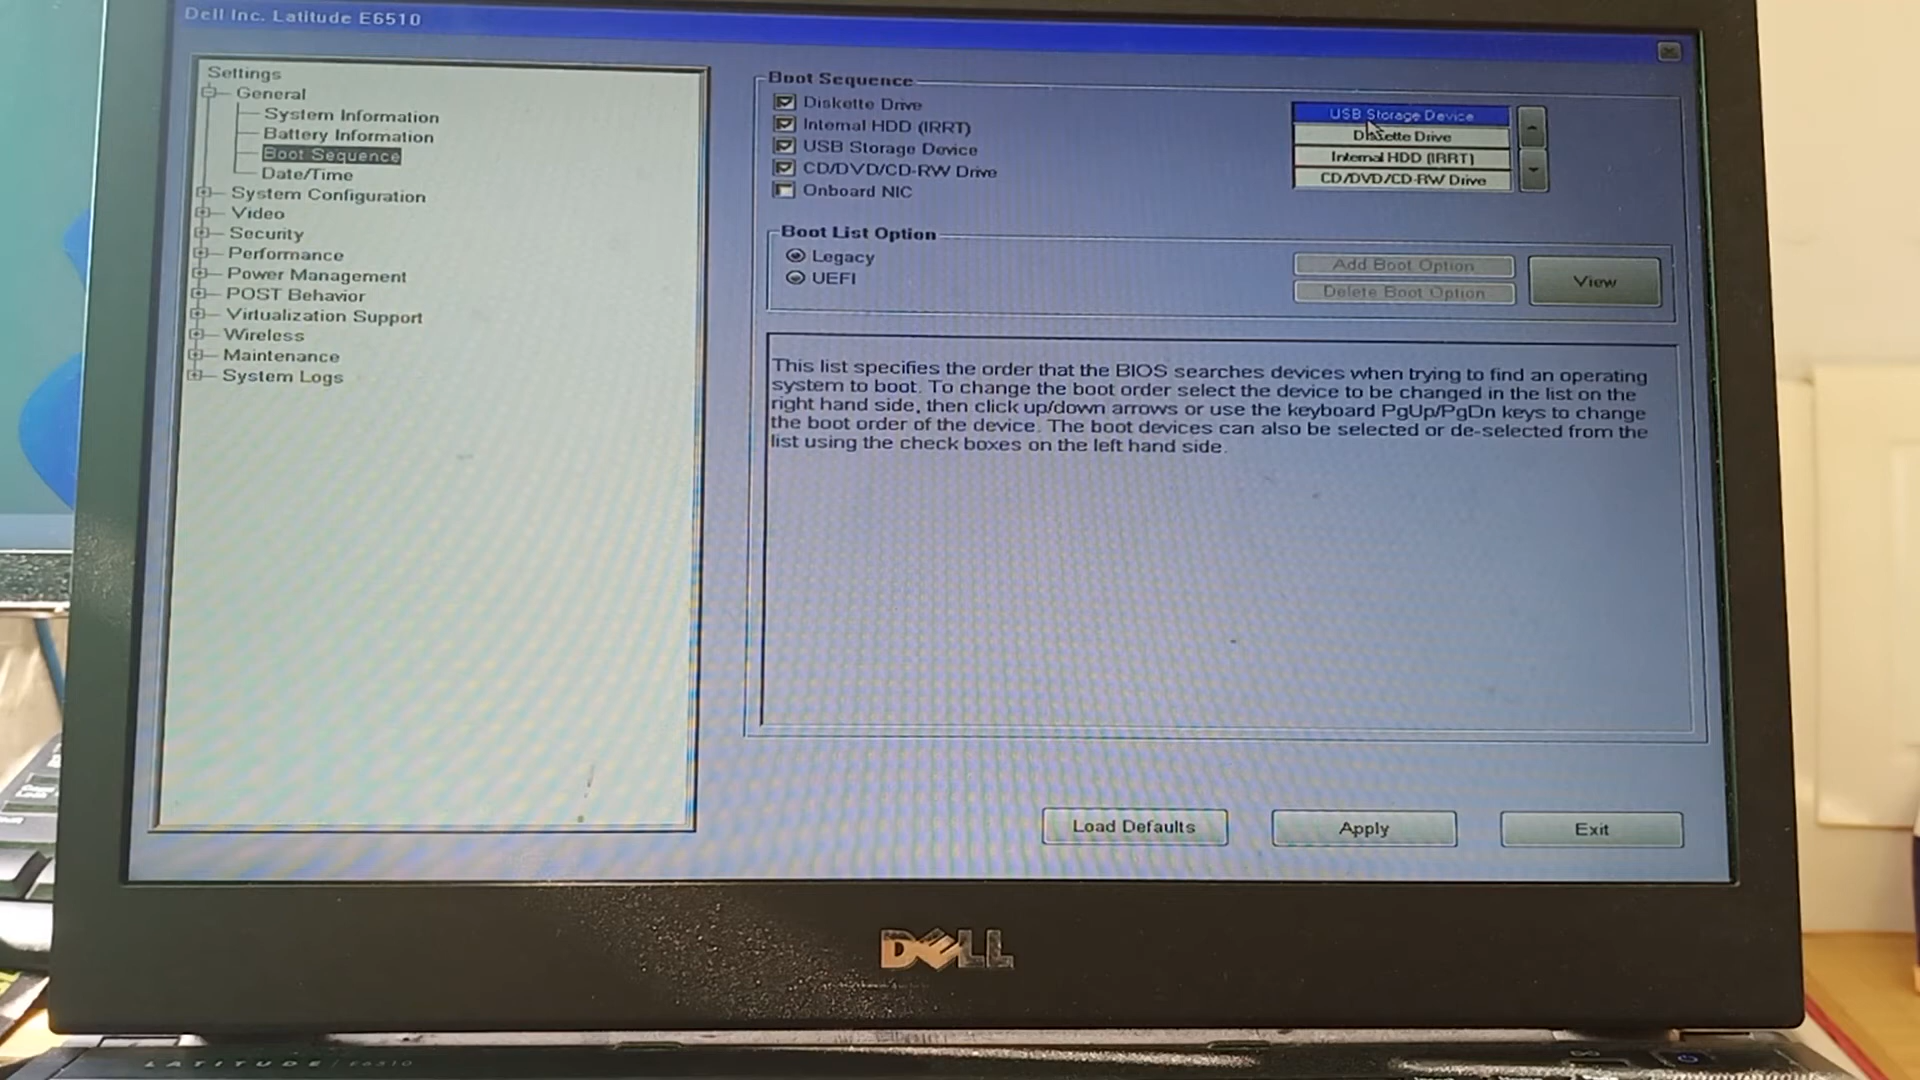 Dell Inc. Latitude E6510
Settings
General
System Information
Battery Information
Boot Sequence
Date/Time
System Configuration
Video
Security
Performance
Power Management
POST Behavior
Virtualization Support
Wireless
Maintenance
System Logs
Boot Sequence
Diskette Drive
Internal HDD (IRRT)
USB Storage Device
CD/DVD/CD-RW Drive
Onboard NIC
USB Storage Device
Diskette Drive
Internal HDD (IRRT)
CD/DVD/CD-RW Drive
Boot List Option
Legacy
UEFI
Add Boot Option
Delete Boot Option
View
This list specifies the order that the BIOS searches devices when trying to find an operating
system to boot. To change the boot order select the device to be changed in the list on the
right hand side, then click up/down arrows or use the keyboard PgUp/PgDn keys to change
the boot order of the device. The boot devices can also be selected or de-selected from the
list using the check boxes on the left hand side.
Load Defaults
Apply
Exit
DELL
LATITUDE E6510